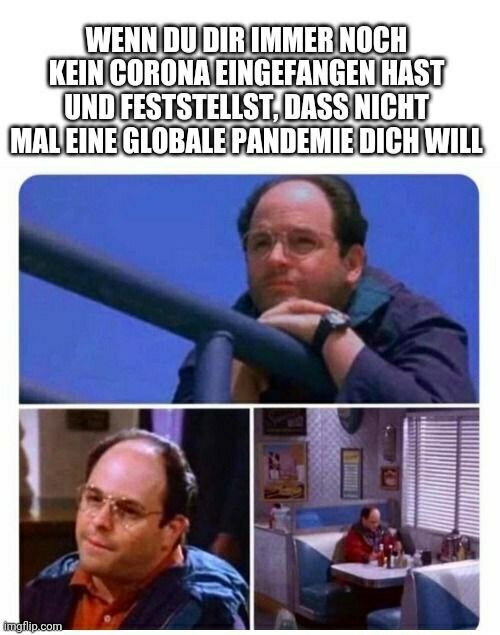 WENN DU DIR IMMER NOCH
KEIN CORONA EINGEFANGEN HAST
UND FESTSTELLST, DASS NICHT
MAL EINE GLOBALE PANDEMIE DICH WILL
imgflip.com